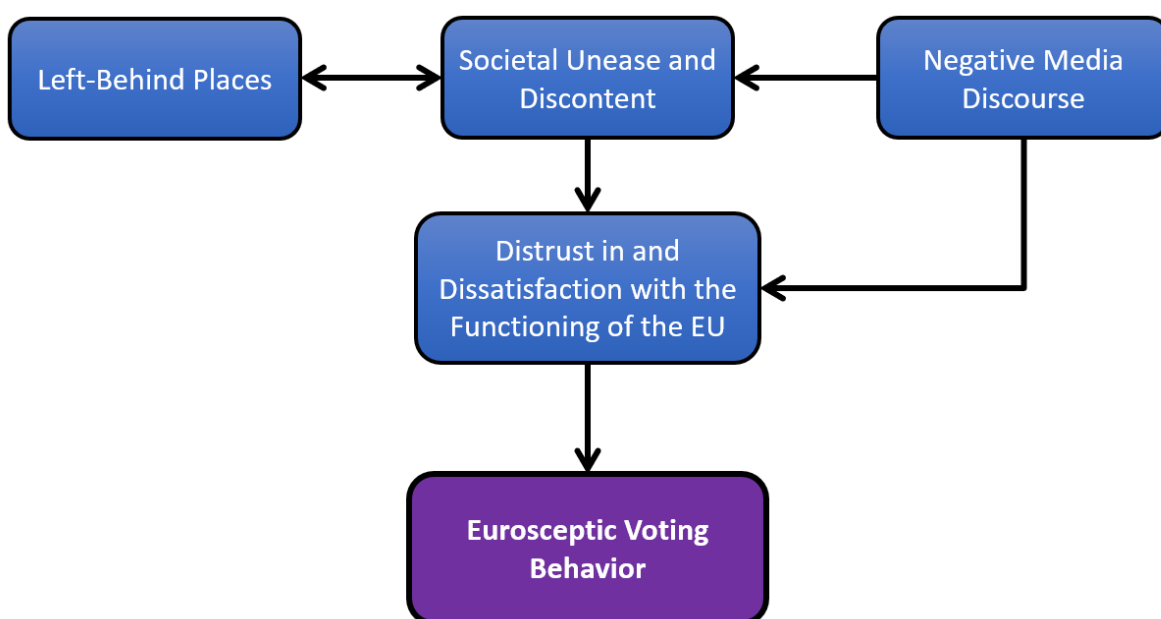 Left-Behind Places
Societal Unease and
Discontent
Negative Media
Discourse
Distrust in and
Dissatisfaction with the
Functioning of the EU
Eurosceptic Voting
Behavior